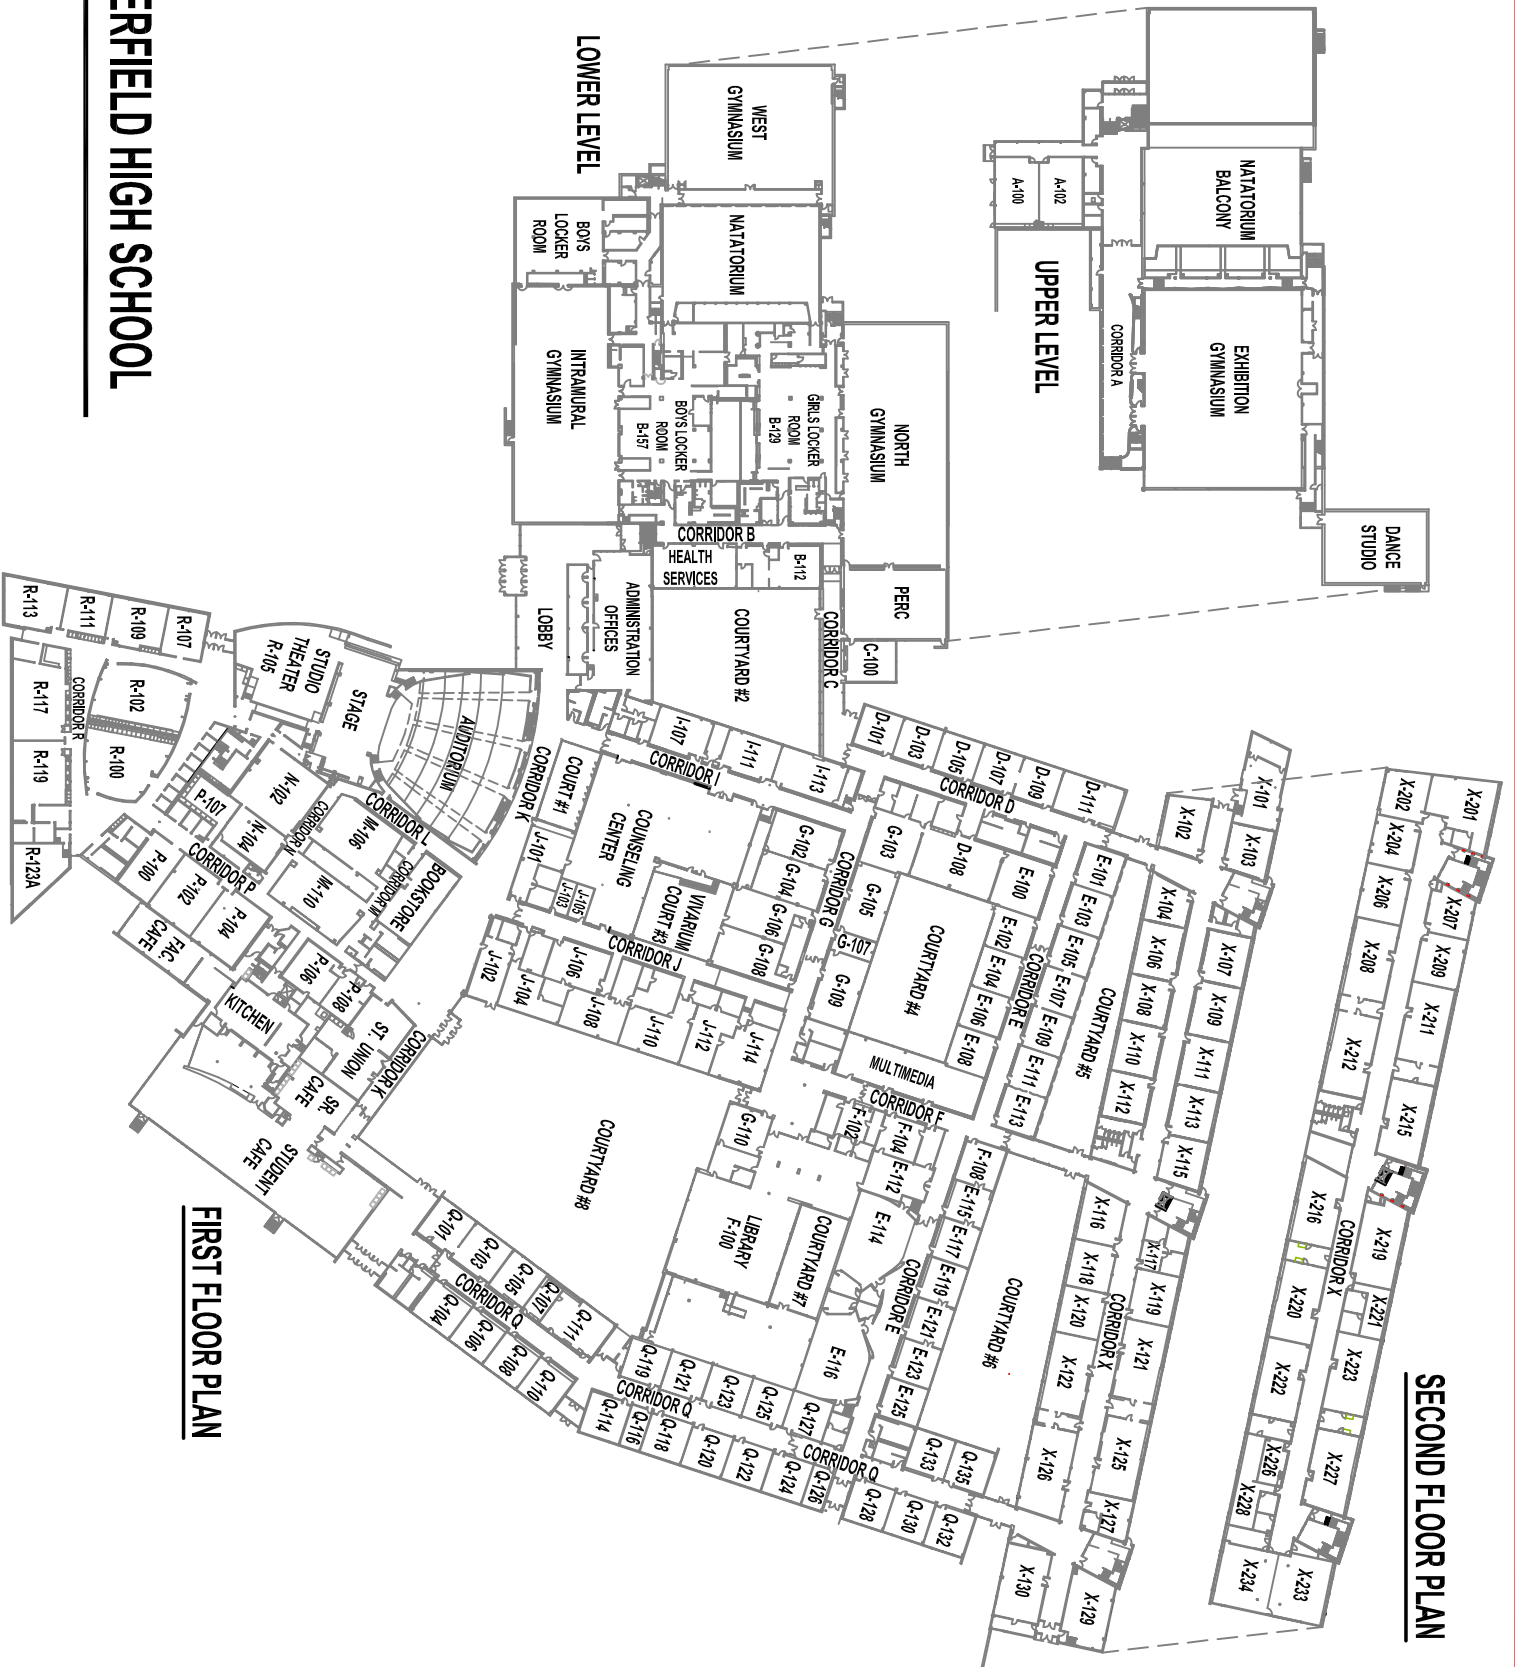 ERFIELD HIGH SCHOOL
LOWER LEVEL
UPPER LEVEL
FIRST FLOOR PLAN
SECOND FLOOR PLAN
NATATORIUM
BALCONY
A-102
A-100
CORRIDOR A
EXHIBITION
GYMNASIUM
DANCE
STUDIO
WEST
GYMNASIUM
NATATORIUM
BOYS
LOCKER
ROOM
INTRAMURAL
GYMNASIUM
GIRLS LOCKER
ROOM
B-129
BOYS LOCKER
ROOM
B-157
NORTH
GYMNASIUM
CORRIDOR B
HEALTH
SERVICES
B-112
PERC
C-100
CORRIDOR C
ADMINISTRATION
OFFICES
LOBBY
COURTYARD #2
R-113
R-111
R-109
R-107
STUDIO
THEATER
R-105
STAGE
AUDITORIUM
R-102
R-100
CORRIDOR R
R-117
R-119
R-123A
N-102
N-104
CORRIDOR N
P-107
CORRIDOR P
P-100
P-102
P-104
P-106
P-108
FAC.
CAFE
KITCHEN
ST. UNION
SR.
CAFE
STUDENT
CAFE
CORRIDOR L
M-106
M-110
CORRIDOR M
BOOKSTORE
CORRIDOR K
CORRIDOR K
COURT #1
I-107
I-111
I-113
CORRIDOR I
COUNSELING
CENTER
J-101
J-103
J-105
VIVARIUM
COURT #3
CORRIDOR J
J-102
J-104
J-106
J-108
J-110
J-112
J-114
G-102
G-104
G-106
G-108
CORRIDOR G
G-103
G-105
G-107
G-109
G-110
D-101
D-103
D-105
D-107
D-109
D-111
CORRIDOR D
D-108
COURTYARD #4
MULTIMEDIA
E-100
E-102
E-104
E-106
E-108
CORRIDOR E
E-101
E-103
E-105
E-107
E-109
E-111
E-113
COURTYARD #5
CORRIDOR F
F-102
F-104
F-108
E-112
E-114
E-116
E-115
E-117
E-119
E-121
E-123
E-125
CORRIDOR E
COURTYARD #6
COURTYARD #7
LIBRARY
F-100
COURTYARD #8
Q-101
Q-103
Q-105
Q-107
Q-111
CORRIDOR Q
Q-104
Q-106
Q-108
Q-110
Q-119
Q-121
Q-123
Q-125
Q-127
CORRIDOR Q
Q-114
Q-116
Q-118
Q-120
Q-122
Q-124
Q-126
CORRIDOR Q
Q-128
Q-130
Q-132
Q-133
Q-135
X-101
X-102
X-103
X-104
X-106
X-107
X-108
X-109
X-110
X-111
X-112
X-113
X-115
X-116
X-117
X-118
X-119
X-120
X-121
CORRIDOR X
X-122
X-125
X-126
X-127
X-129
X-130
X-201
X-202
X-204
X-206
X-207
X-208
X-209
X-211
X-212
X-215
X-216
X-219
CORRIDOR X
X-220
X-221
X-222
X-223
X-226
X-227
X-228
X-233
X-234